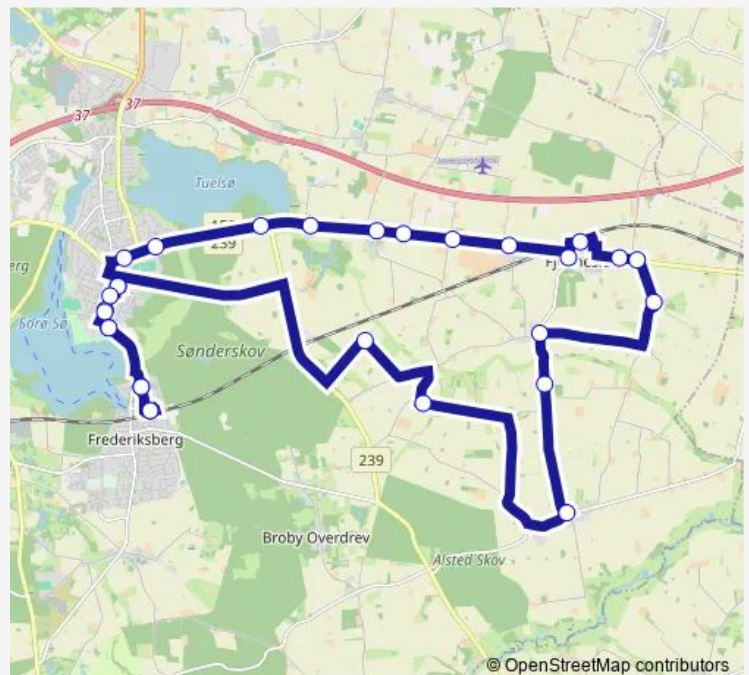 37
37
Tuelsø
239
erg
Sorø Sø
Sønderskov
Frederiksberg
239
Broby Overdrev
Alsted Skov
© OpenStreetMap contributors